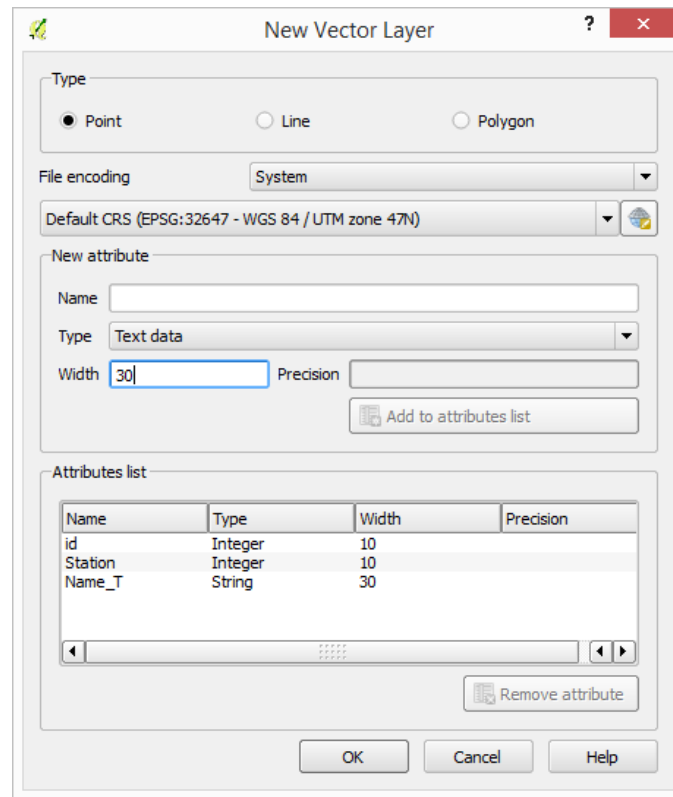 New Vector Layer ? ×
Type
Point Line Polygon
File encoding System
Default CRS (EPSG:32647 - WGS 84 / UTM zone 47N)
New attribute
Name
Type Text data
Width 30 Precision
Add to attributes list
Attributes list
Name Type Width Precision
id Integer 10
Station Integer 10
Name_T String 30
Remove attribute
OK Cancel Help